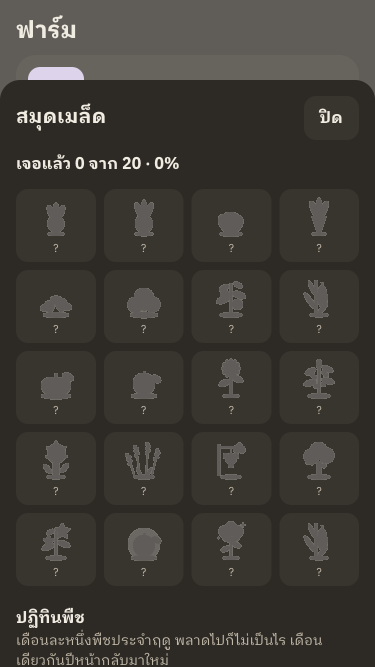 ฟาร์ม
สมุดเมล็ด
ปิด
เจอแล้ว 0 จาก 20 · 0%
? ? ? ?
? ? ? ?
? ? ? ?
? ? ? ?
? ? ? ?
ปฏิทินพืช
เดือนละหนึ่งพืชประจำฤดู พลาดไปก็ไม่เป็นไร เดือน
เดียวกันปีหน้ากลับมาใหม่